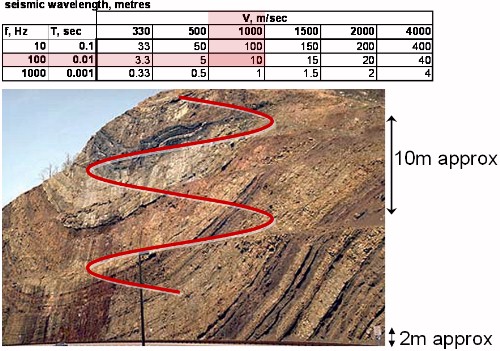 seismic wavelength, metres
V, m/sec
f, Hz T, sec 330 500 1000 1500 2000 4000
10 0.1 33 50 100 150 200 400
100 0.01 3.3 5 10 15 20 40
1000 0.001 0.33 0.5 1 1.5 2 4
10m approx
2m approx